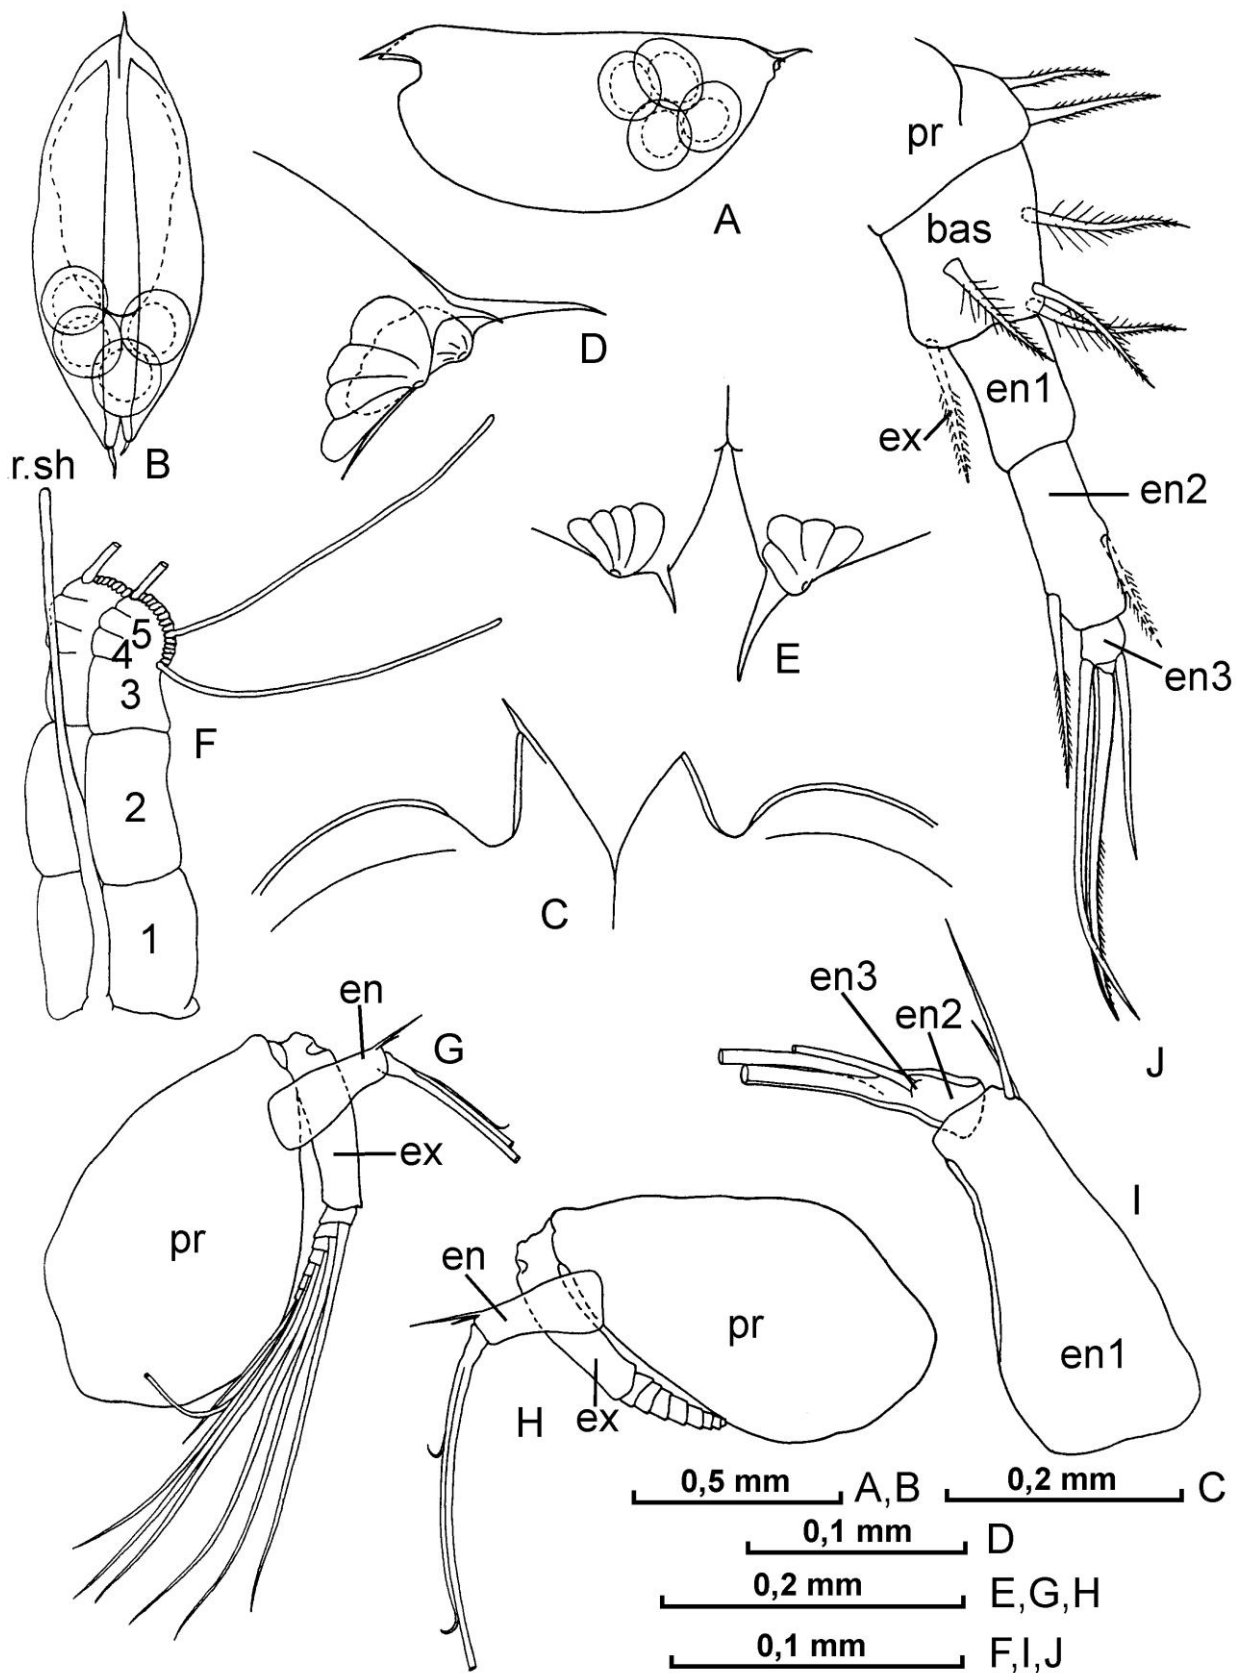 A
B
pr
bas
D
en1
ex
r.sh
en2
E
en3
5
4
3
F
2
C
1
en
G
en3
en2
J
ex
pr
I
en
pr
en1
H
ex
0,5 mm A,B
0,2 mm C
0,1 mm D
0,2 mm E,G,H
0,1 mm F,I,J